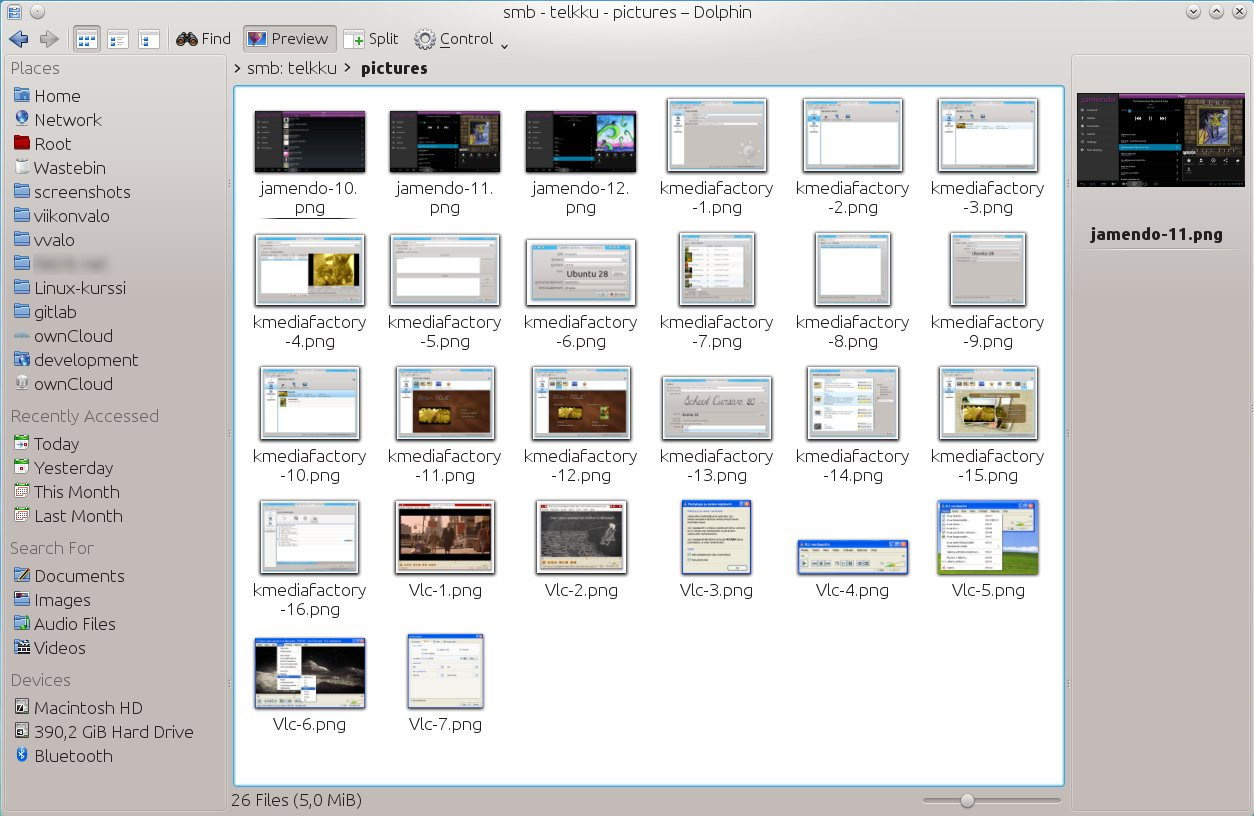 smb - telkku - pictures – Dolphin
Find Preview Split Control
Places
> smb: telkku > pictures
Home
Network
Root
Wastebin
screenshots
viikonvalo
vvalo
Linux-kurssi
gitlab
ownCloud
development
ownCloud
Recently Accessed
Today
Yesterday
This Month
Last Month
Search For
Documents
Images
Audio Files
Videos
Devices
Macintosh HD
390,2 GiB Hard Drive
Bluetooth
jamendo-10.
png
jamendo-11.
png
jamendo-12.
png
kmediafactory
-1.png
kmediafactory
-2.png
kmediafactory
-3.png
kmediafactory
-4.png
kmediafactory
-5.png
Ubuntu 28
kmediafactory
-6.png
kmediafactory
-7.png
kmediafactory
-8.png
Ubuntu 28
kmediafactory
-9.png
kmediafactory
-10.png
kmediafactory
-11.png
kmediafactory
-12.png
School Cursive
kmediafactory
-13.png
kmediafactory
-14.png
kmediafactory
-15.png
kmediafactory
-16.png
Vlc-1.png
Vlc-2.png
Vlc-3.png
Vlc-4.png
Vlc-5.png
Vlc-6.png
Vlc-7.png
jamendo
jamendo-11.png
26 Files (5,0 MiB)